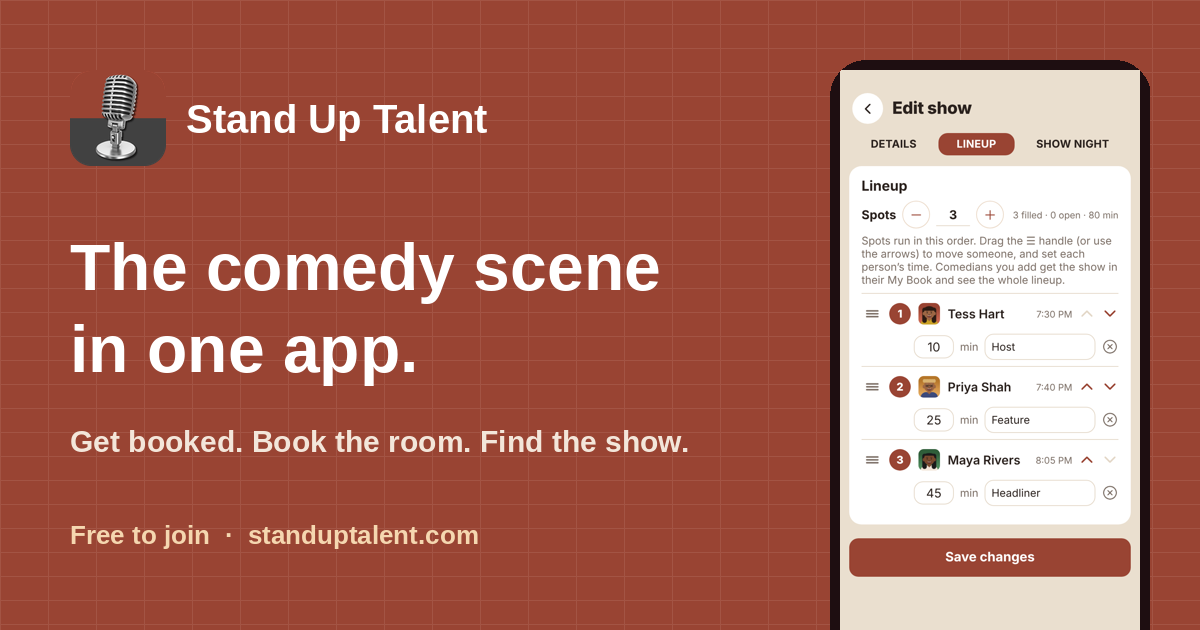 Stand Up Talent
The comedy scene
in one app.
Get booked. Book the room. Find the show.
Free to join · standuptalent.com
Edit show
DETAILS LINEUP SHOW NIGHT
Lineup
Spots − 3 + 3 filled · 0 open · 80 min
Spots run in this order. Drag the ☰ handle (or use
the arrows) to move someone, and set each
person's time. Comedians you add get the show in
their My Book and see the whole lineup.
1 Tess Hart 7:30 PM
10 min Host
2 Priya Shah 7:40 PM
25 min Feature
3 Maya Rivers 8:05 PM
45 min Headliner
Save changes